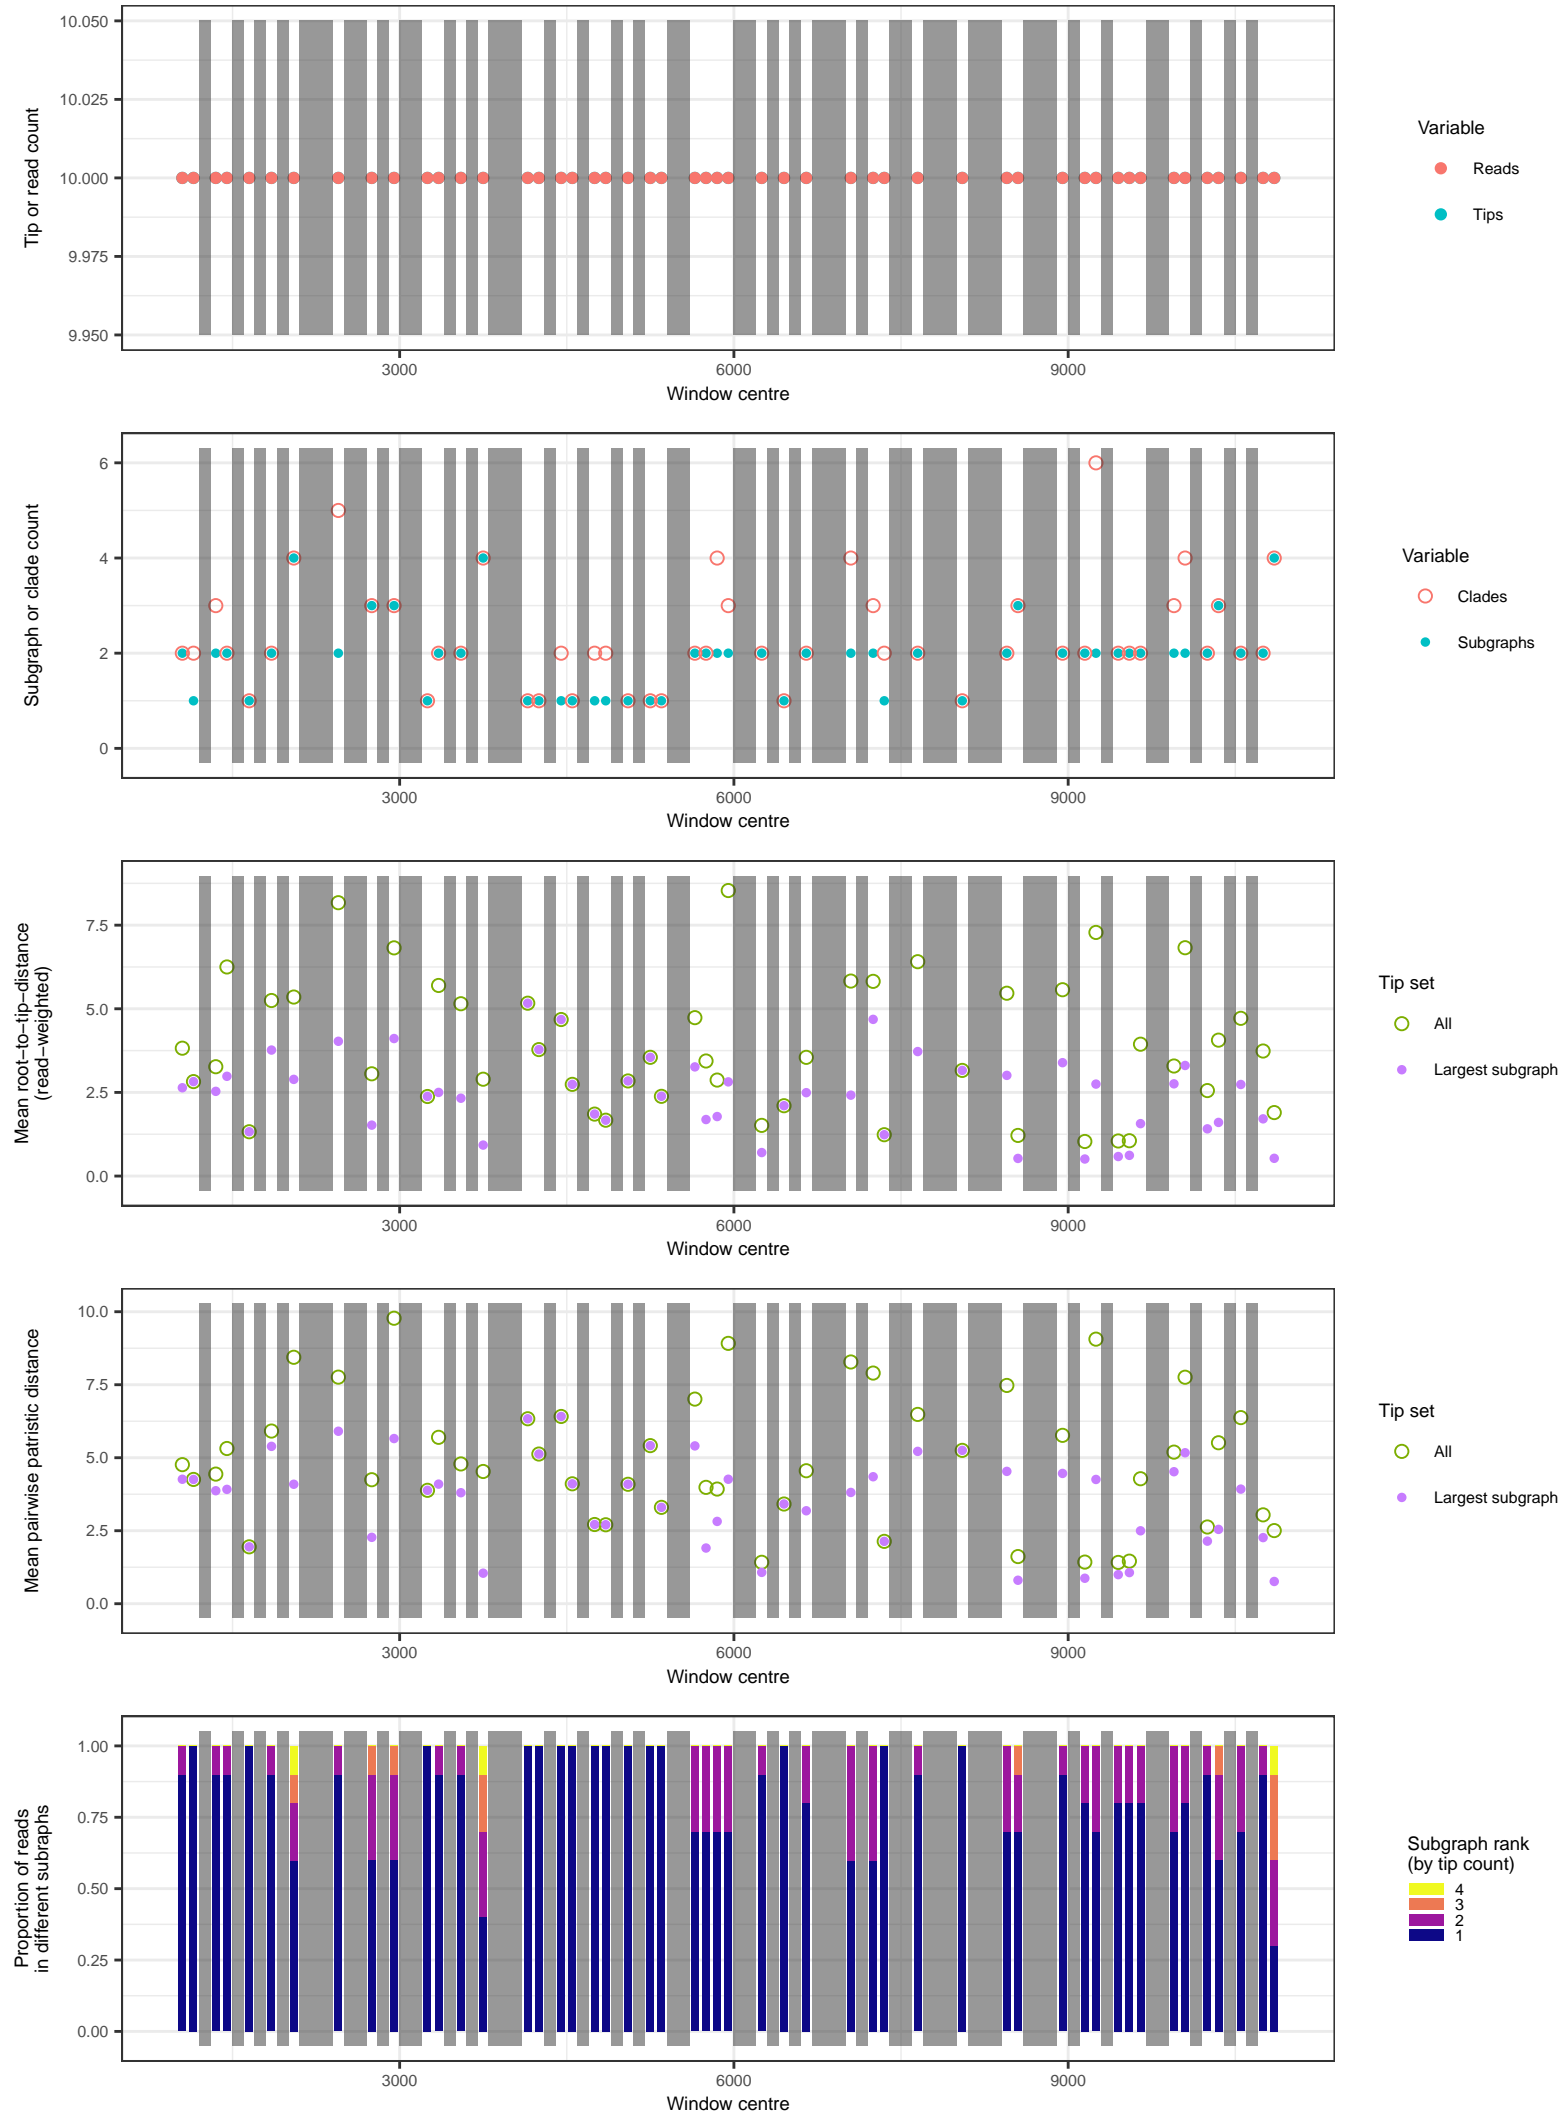 10.050
10.025
10.000
9.975
9.950
Tip or read count
3000
6000
9000
Window centre
Variable
Reads
Tips
6
4
2
0
Subgraph or clade count
3000
6000
9000
Window centre
Variable
Clades
Subgraphs
7.5
5.0
2.5
0.0
Mean root−to−tip−distance
(read−weighted)
3000
6000
9000
Window centre
Tip set
All
Largest subgraph
10.0
7.5
5.0
2.5
0.0
Mean pairwise patristic distance
3000
6000
9000
Window centre
Tip set
All
Largest subgraph
1.00
0.75
0.50
0.25
0.00
Proportion of reads
in different subraphs
3000
6000
9000
Window centre
Subgraph rank
(by tip count)
4
3
2
1